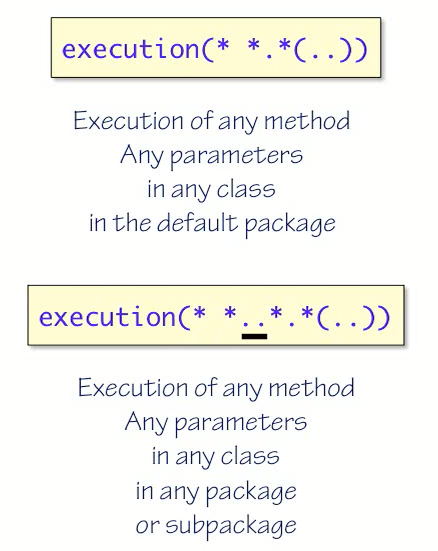 execution(* *.*(..))
Execution of any method
Any parameters
in any class
in the default package
execution(* *..*.*(..))
Execution of any method
Any parameters
in any class
in any package
or subpackage